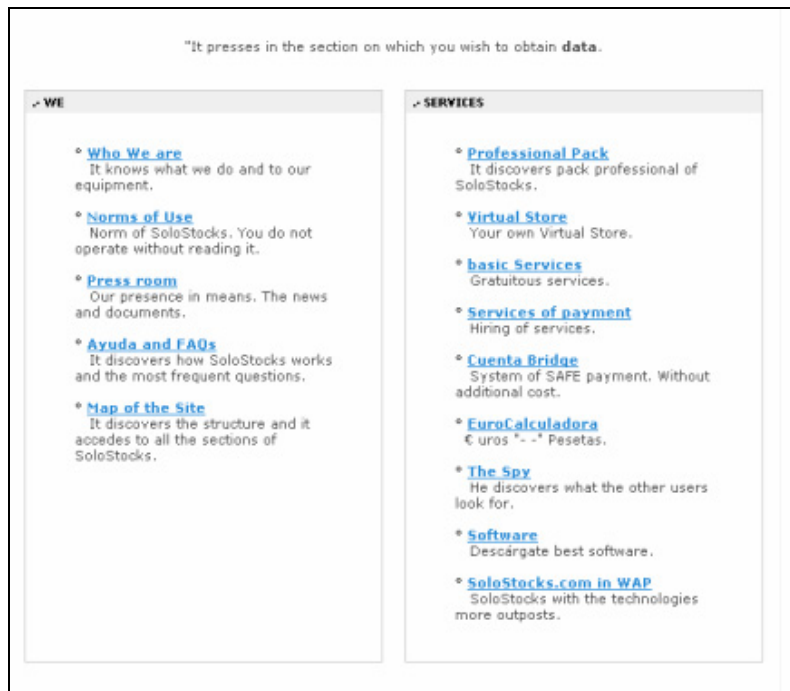 "It presses in the section on which you wish to obtain data.
.- WE
° Who We are
It knows what we do and to our
equipment.
° Norms of Use
Norm of SoloStocks. You do not
operate without reading it.
° Press room
Our presence in means. The news
and documents.
° Ayuda and FAQs
It discovers how SoloStocks works
and the most frequent questions.
° Map of the Site
It discovers the structure and it
accedes to all the sections of
SoloStocks.
.- SERVICES
° Professional Pack
It discovers pack professional of
SoloStocks.
° Virtual Store
Your own Virtual Store.
° basic Services
Gratuitous services.
° Services of payment
Hiring of services.
° Cuenta Bridge
System of SAFE payment. Without
additional cost.
° EuroCalculadora
€ uros "- -" Pesetas.
° The Spy
He discovers what the other users
look for.
° Software
Descárgate best software.
° SoloStocks.com in WAP
SoloStocks with the technologies
more outposts.